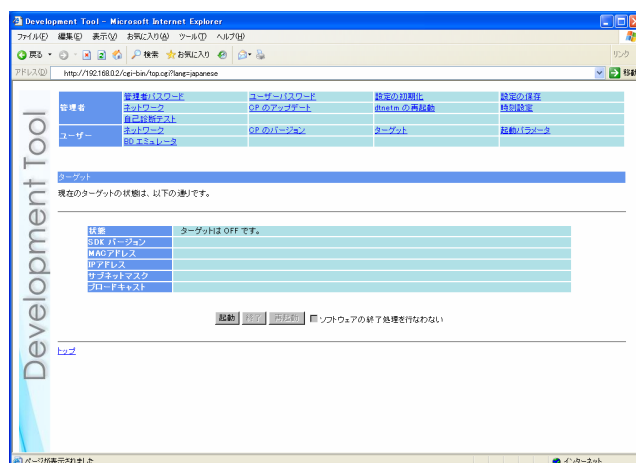 Development Tool - Microsoft Internet Explorer
ファイル(F) 編集(E) 表示(V) お気に入り(A) ツール(T) ヘルプ(H)
戻る 検索 お気に入り リンク
アドレス(D) http://192.168.0.2/cgi-bin/top.cgi?lang=japanese 移動
Development Tool
管理者 管理者パスワード ユーザーパスワード 設定の初期化 設定の保存
ネットワーク CP のアップデート dtnetm の再起動 時刻設定
自己診断テスト
ユーザー ネットワーク CP のバージョン ターゲット 起動パラメータ
BD エミュレータ
ターゲット
現在のターゲットの状態は、以下の通りです。
状態 ターゲットは OFF です。
SDK バージョン
MACアドレス
IPアドレス
サブネットマスク
ブロードキャスト
起動 終了 再起動 ソフトウェアの終了処理を行なわない
トップ
ページが表示されました インターネット